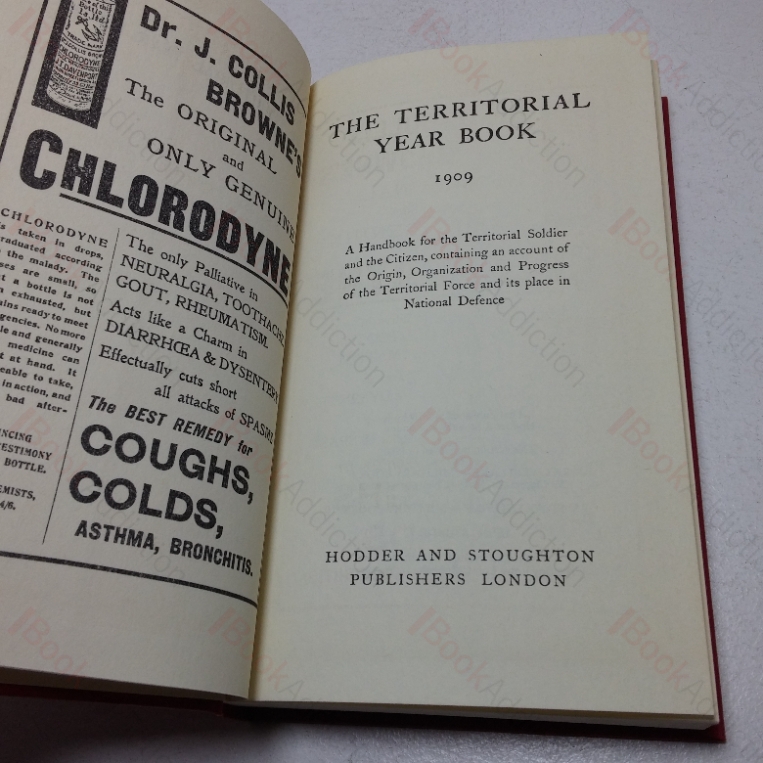 Dr. J. COLLIS
BROWNE'S
The ORIGINAL
and
ONLY GENUINE
CHLORODYNE
CHLORODYNE
taken in drops,
graduated according
the malady. The
are small, so
a bottle is not
exhausted, but
ready to meet
No more
and generally
medicine can
at hand. It
to take,
in action, and
bad after-
TESTIMONY
BOTTLE.
4/6.
The only Palliative in
NEURALGIA, TOOTHACHE,
GOUT, RHEUMATISM.
Acts like a Charm in
DIARRHŒA & DYSENTERY
Effectually cuts short
all attacks of SPASMS
The BEST REMEDY for
COUGHS,
COLDS,
ASTHMA, BRONCHITIS.
THE TERRITORIAL
YEAR BOOK
1909
A Handbook for the Territorial Soldier
and the Citizen, containing an account of
the Origin, Organization and Progress
of the Territorial Force and its place in
National Defence
HODDER AND STOUGHTON
PUBLISHERS LONDON
BookAddiction